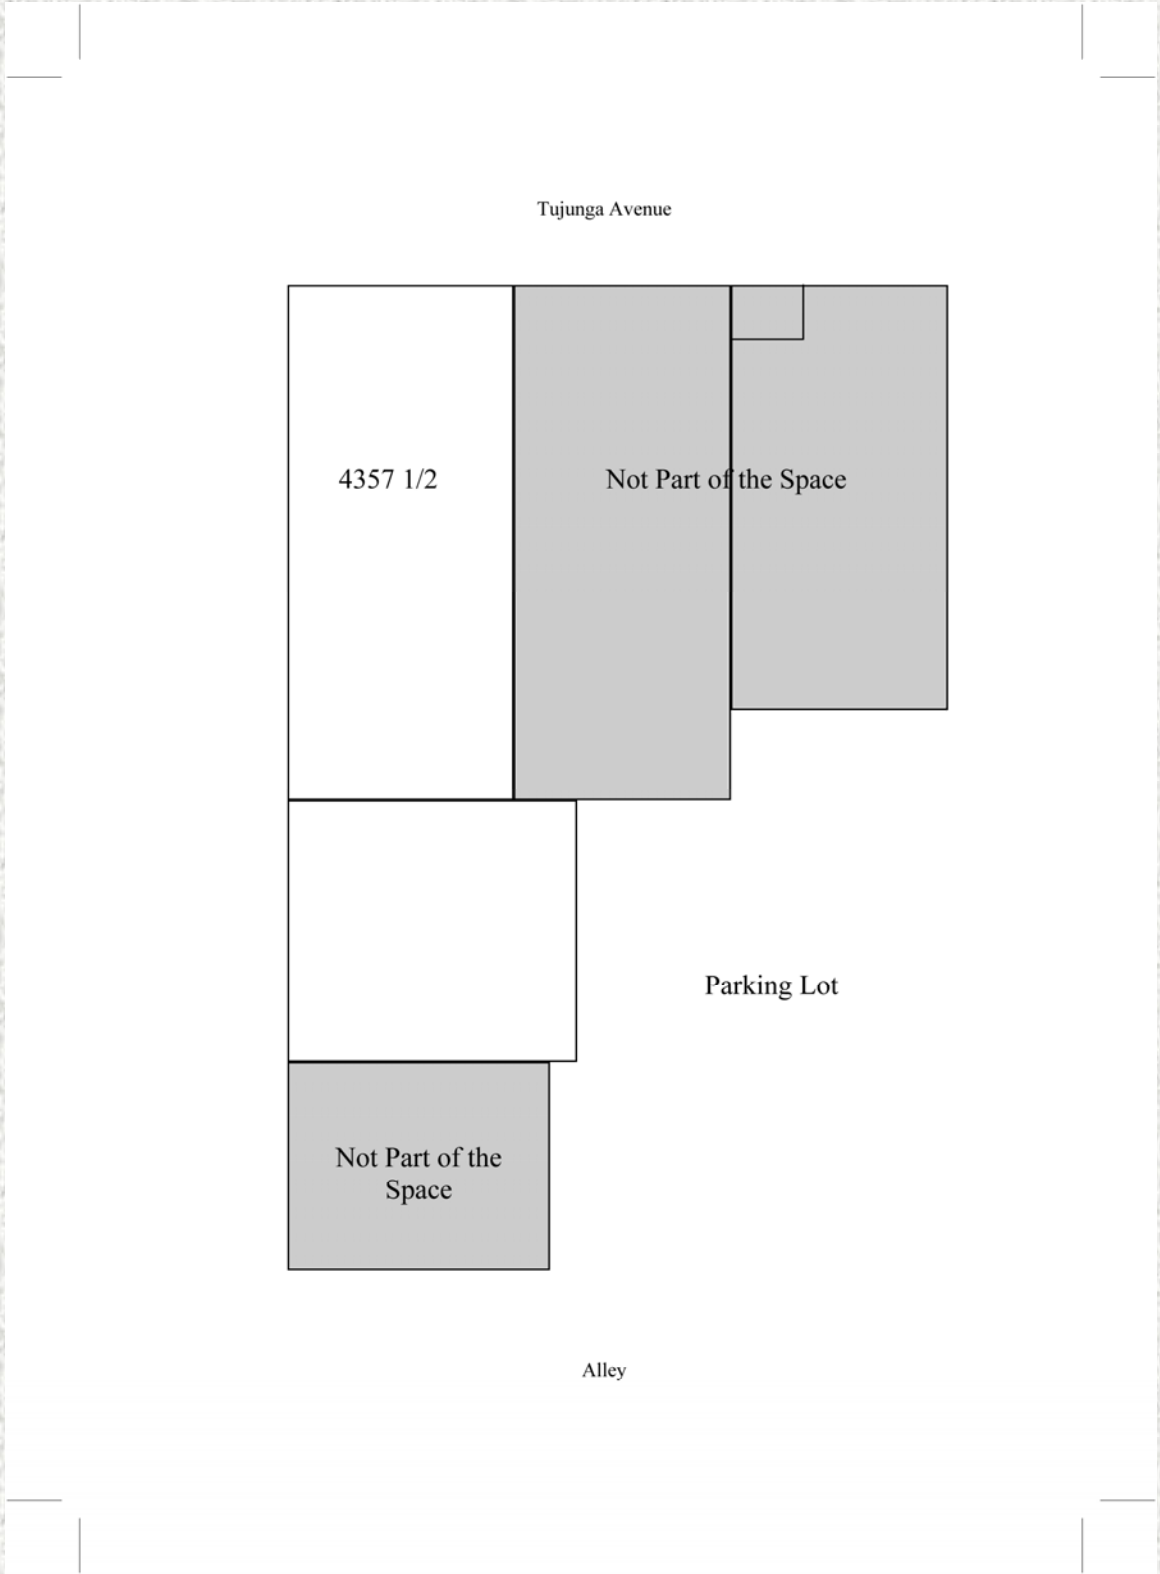 Tujunga Avenue
4357 1/2
Not Part of the Space
Parking Lot
Not Part of the
Space
Alley